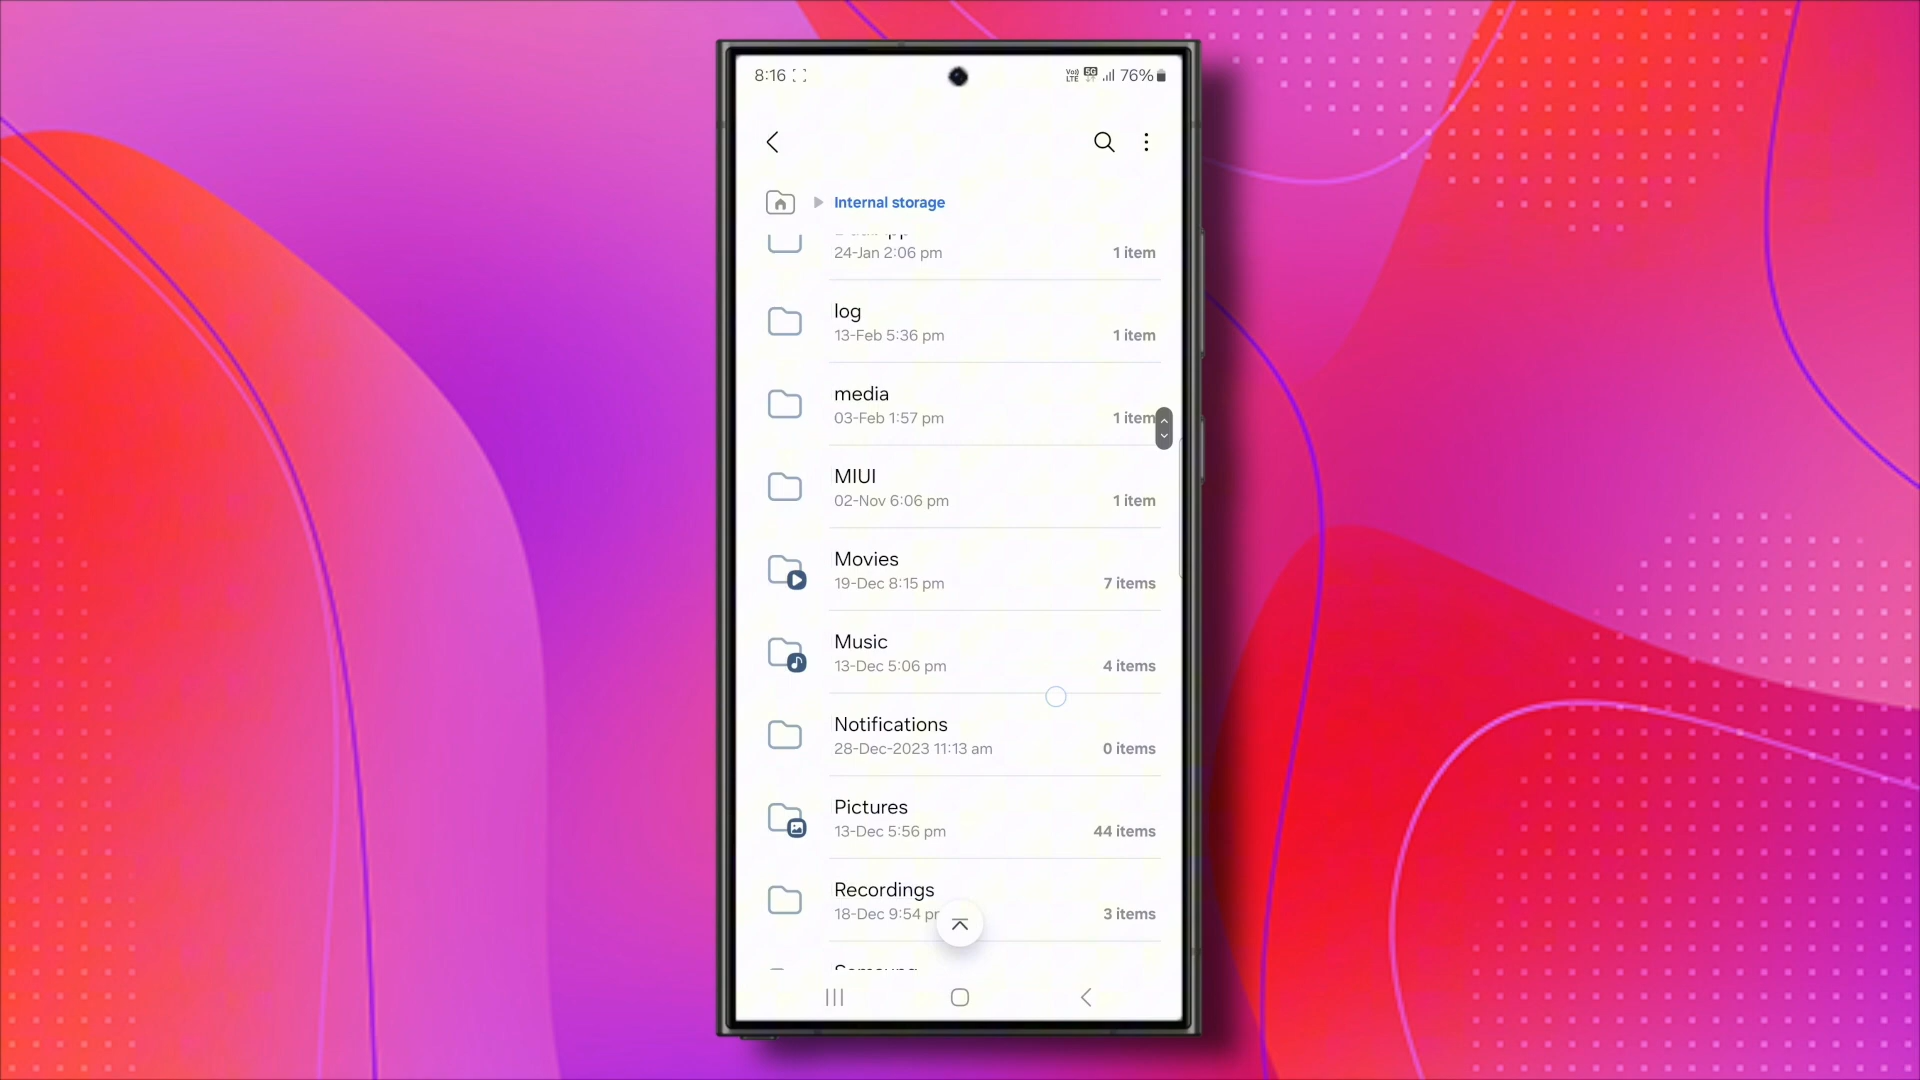 8:16
Vo) LTE 5G 76%
Internal storage
24-Jan 2:06 pm 1 item
log
13-Feb 5:36 pm 1 item
media
03-Feb 1:57 pm 1 item
MIUI
02-Nov 6:06 pm 1 item
Movies
19-Dec 8:15 pm 7 items
Music
13-Dec 5:06 pm 4 items
Notifications
28-Dec-2023 11:13 am 0 items
Pictures
13-Dec 5:56 pm 44 items
Recordings
18-Dec 9:54 3 items